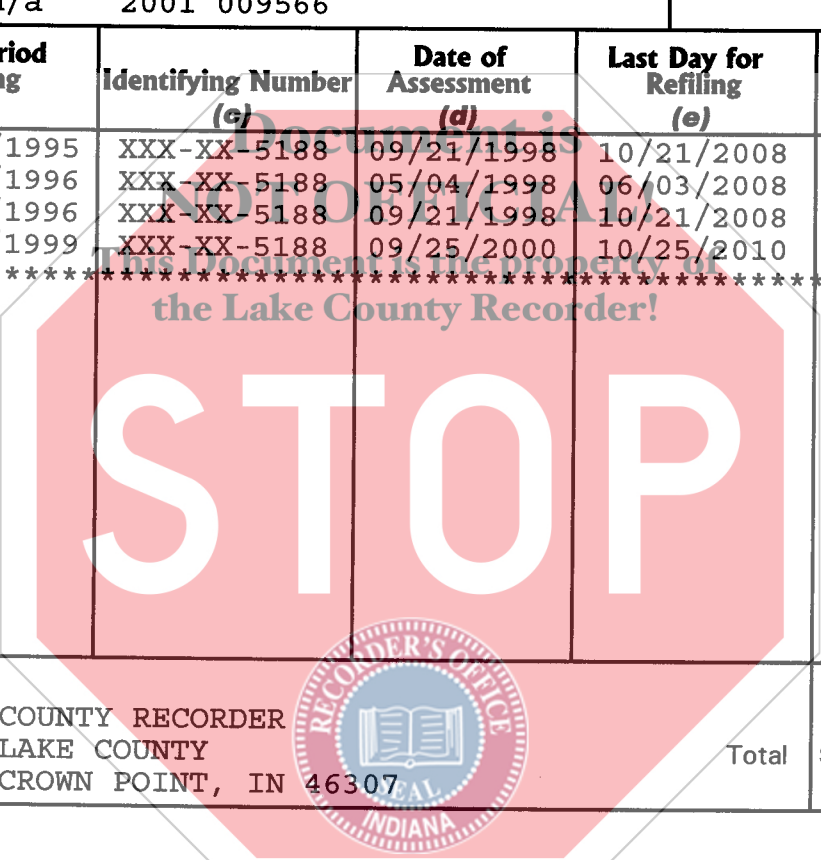 n/a 2001 009566
riod
ng
Identifying Number
(c)
Date of
Assessment
(d)
Last Day for
Refiling
(e)
/1995 XXX-XX-5188 09/21/1998 10/21/2008
/1996 XXX-XX-5188 05/04/1998 06/03/2008
/1996 XXX-XX-5188 09/21/1998 10/21/2008
/1999 XXX-XX-5188 09/25/2000 10/25/2010
Document is
NOT OFFICIAL!
This Document is the property of
the Lake County Recorder!
STOP
COUNTY RECORDER
LAKE COUNTY
CROWN POINT, IN 46307
Total
RECORDER'S OFFICE
SEAL
INDIANA